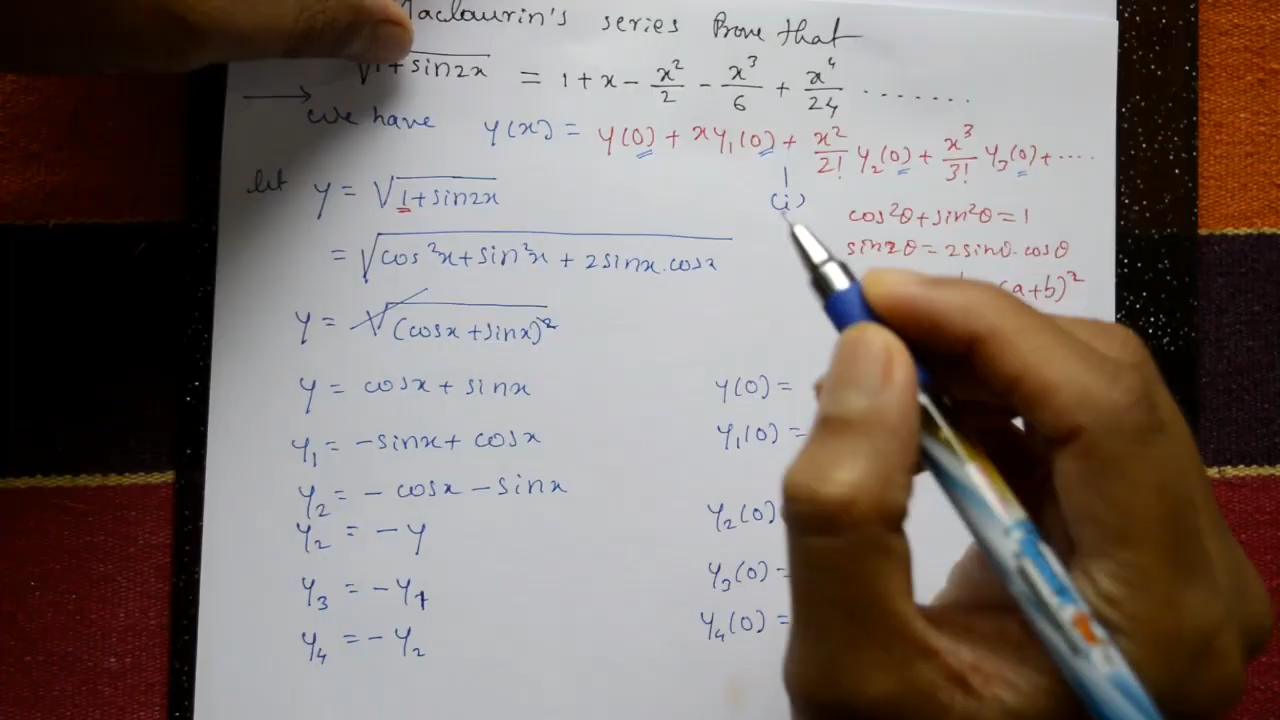 Maclaurin's series Prove that
√1+sin2x = 1+x-x²/2-x³/6+x⁴/24.......
We have y(x) = y(0)+xy₁(0)+x²/2! y₂(0)+x³/3! y₃(0)+....
(i)
let y = √1+sin2x
cos²θ+sin²θ=1
= √cos²x+sin²x+2sinx.cosx
sin2θ=2sinθ.cosθ
(a+b)²
y = √(cosx+sinx)²
y = cosx+sinx
y(0) =
y₁ = -sinx+cosx
y₁(0) =
y₂ = -cosx-sinx
y₂(0)
y₂ = -y
y₃ = -y₁
y₃(0) =
y₄ = -y₂
y₄(0) =